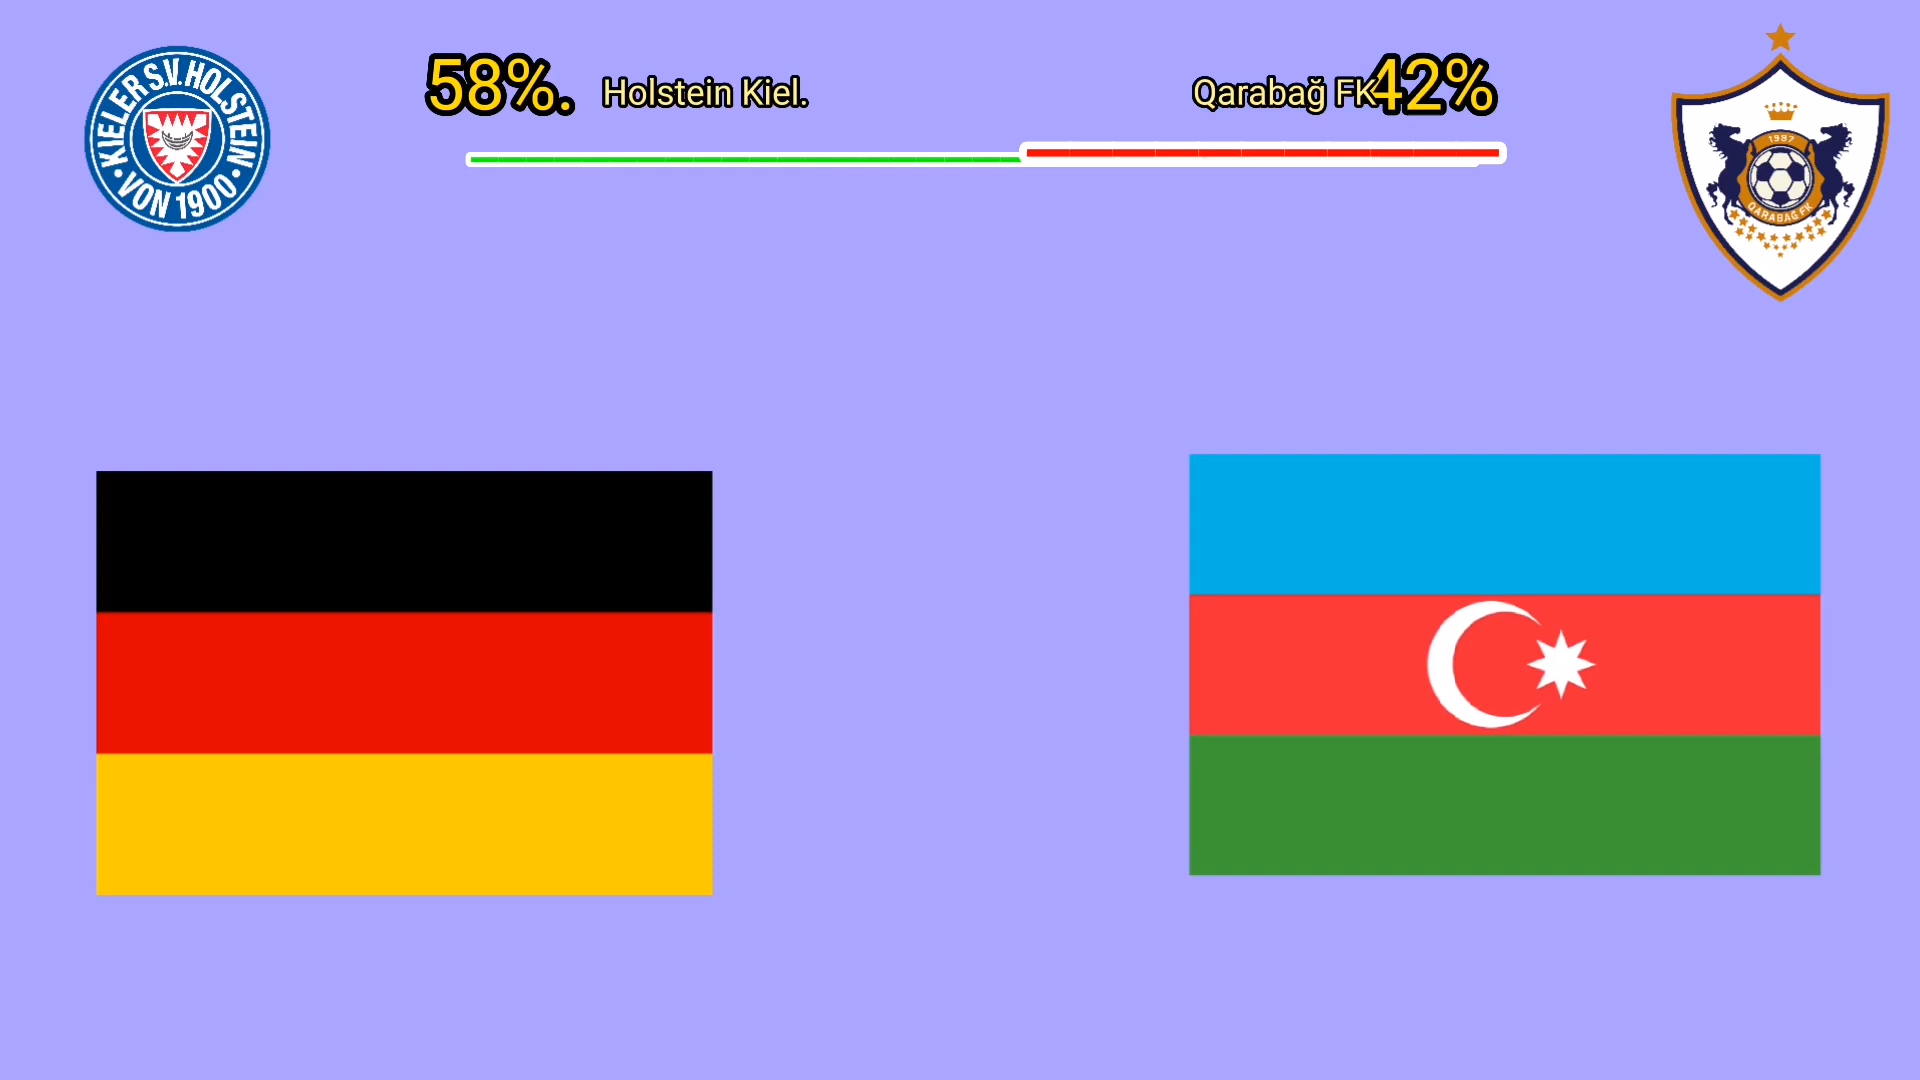 KIELER S.V. HOLSTEIN
• VON 1900 •
58%. Holstein Kiel.
Qarabağ FK 42%
1987
QARABAĞ FK